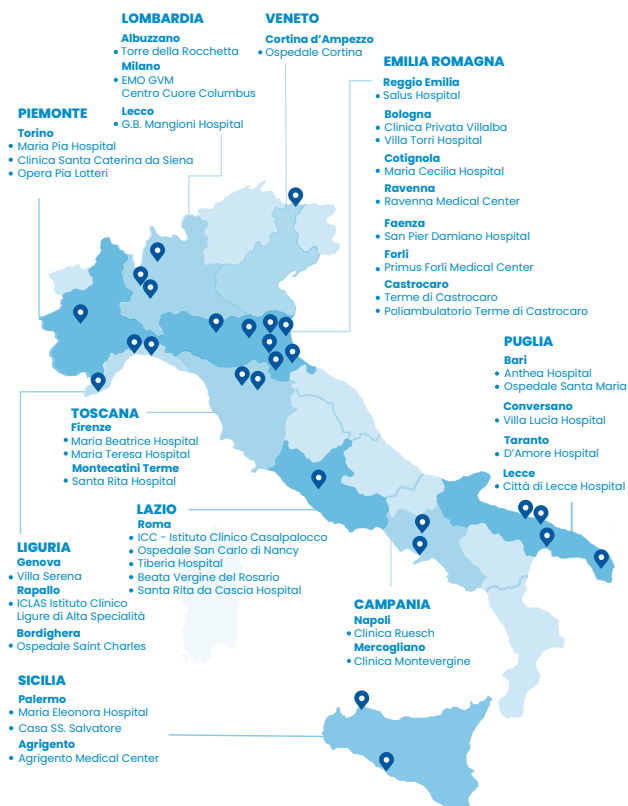 LOMBARDIA
Albuzzano
• Torre della Rocchetta
Milano
• EMO GVM
Centro Cuore Columbus
Lecco
• G.B. Mangioni Hospital
VENETO
Cortina d'Ampezzo
• Ospedale Cortina
EMILIA ROMAGNA
Reggio Emilia
• Salus Hospital
Bologna
• Clinica Privata Villalba
• Villa Torri Hospital
Cotignola
• Maria Cecilia Hospital
Ravenna
• Ravenna Medical Center
Faenza
• San Pier Damiano Hospital
Forlì
• Primus Forlì Medical Center
Castrocaro
• Terme di Castrocaro
• Poliambulatorio Terme di Castrocaro
PIEMONTE
Torino
• Maria Pia Hospital
• Clinica Santa Caterina da Siena
• Opera Pia Lotteri
PUGLIA
Bari
• Anthea Hospital
• Ospedale Santa Maria
Conversano
• Villa Lucia Hospital
Taranto
• D'Amore Hospital
Lecce
• Città di Lecce Hospital
TOSCANA
Firenze
• Maria Beatrice Hospital
• Maria Teresa Hospital
Montecatini Terme
• Santa Rita Hospital
LAZIO
Roma
• ICC - Istituto Clinico Casalpalocco
• Ospedale San Carlo di Nancy
• Tiberia Hospital
• Beata Vergine del Rosario
• Santa Rita da Cascia Hospital
LIGURIA
Genova
• Villa Serena
Rapallo
• ICLAS Istituto Clinico
Ligure di Alta Specialità
Bordighera
• Ospedale Saint Charles
CAMPANIA
Napoli
• Clinica Ruesch
Mercogliano
• Clinica Montevergine
SICILIA
Palermo
• Maria Eleonora Hospital
• Casa SS. Salvatore
Agrigento
• Agrigento Medical Center